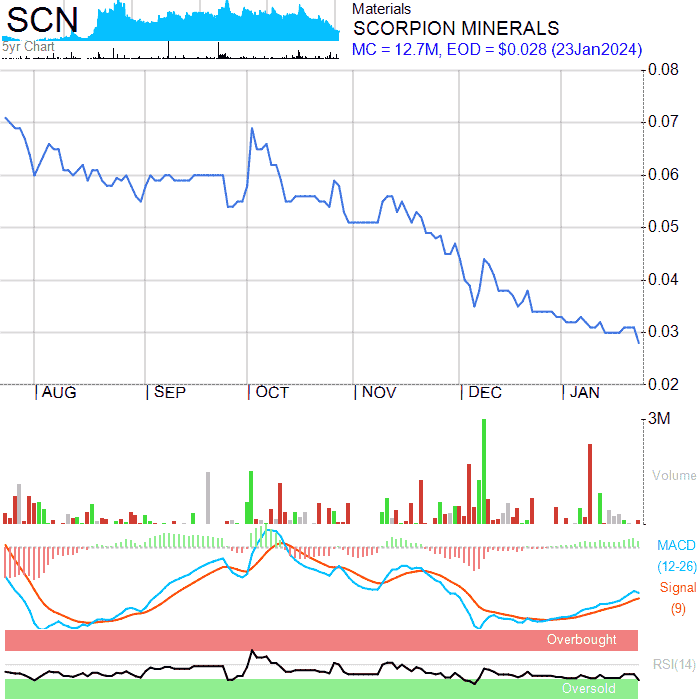 SCN
5yr Chart
Materials
SCORPION MINERALS
MC = 12.7M, EOD = $0.028 (23Jan2024)
0.08
0.07
0.06
0.05
0.04
0.03
0.02
AUG SEP OCT NOV DEC JAN
3M
Volume
MACD
(12-26)
Signal
(9)
Overbought
RSI(14)
Oversold